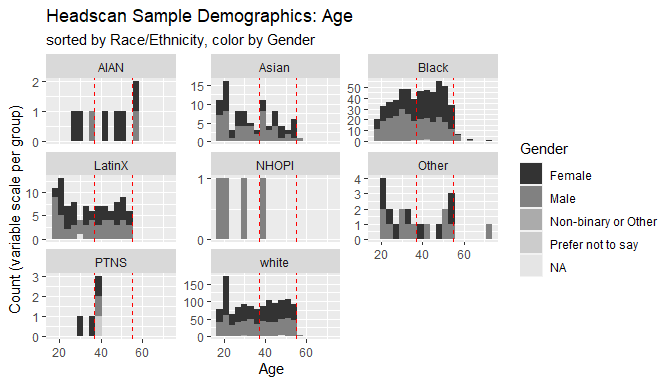 Headscan Sample Demographics: Age
sorted by Race/Ethnicity, color by Gender
AIAN
Asian
Black
2
1
0
15
10
5
0
50
40
30
20
10
0
LatinX
NHOPI
Other
10
5
0
1
0
4
3
2
1
0
PTNS
white
3
2
1
0
150
100
50
0
20 40 60
20 40 60
20 40 60
Age
Count (variable scale per group)
Gender
Female
Male
Non-binary or Other
Prefer not to say
NA